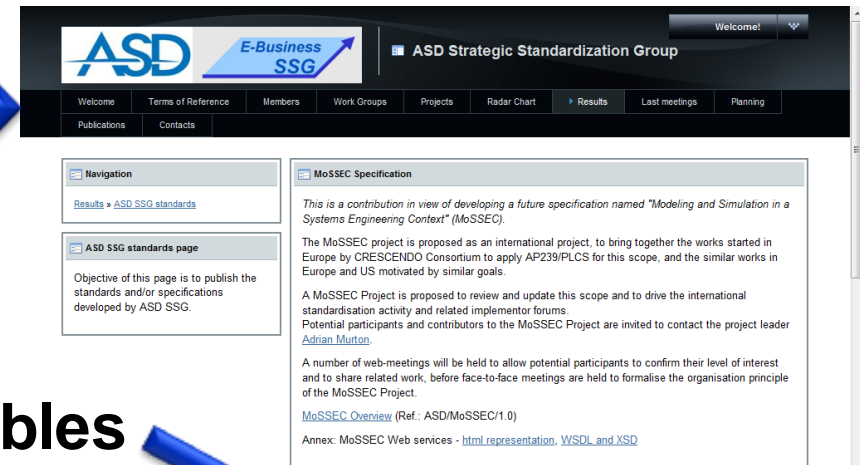 Welcome!
ASD
E-Business
SSG
ASD Strategic Standardization Group
Welcome
Terms of Reference
Members
Work Groups
Projects
Radar Chart
Results
Last meetings
Planning
Publications
Contacts
Navigation
Results » ASD SSG standards
ASD SSG standards page
Objective of this page is to publish the
standards and/or specifications
developed by ASD SSG.
MoSSEC Specification
This is a contribution in view of developing a future specification named "Modeling and Simulation in a
Systems Engineering Context" (MoSSEC).
The MoSSEC project is proposed as an international project, to bring together the works started in
Europe by CRESCENDO Consortium to apply AP239/PLCS for this scope, and the similar works in
Europe and US motivated by similar goals.
A MoSSEC Project is proposed to review and update this scope and to drive the international
standardisation activity and related implementor forums.
Potential participants and contributors to the MoSSEC Project are invited to contact the project leader
Adrian Murton.
A number of web-meetings will be held to allow potential participants to confirm their level of interest
and to share related work, before face-to-face meetings are held to formalise the organisation principle
of the MoSSEC Project.
MoSSEC Overview (Ref.: ASD/MoSSEC/1.0)
Annex: MoSSEC Web services - html representation, WSDL and XSD
bles